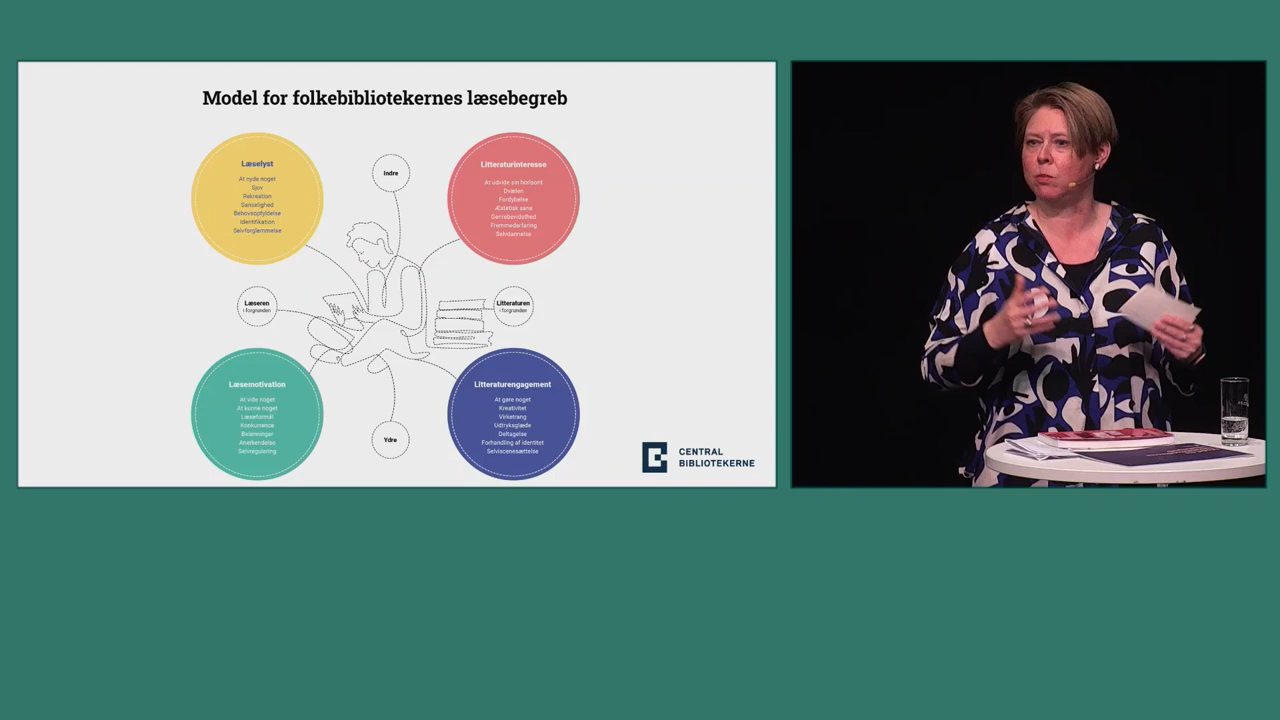 Model for folkebibliotekernes læsebegreb
Læselyst
At nyde noget
Sjov
Rekreation
Sanselighed
Behovsopfyldelse
Identifikation
Selvforglemmelse
Indre
Litteraturinteresse
At udvide sin horisont
Dvælen
Fordybelse
Æstetisk sans
Genrebevidsthed
Fremmederfaring
Selvdannelse
Læseren
i forgrunden
Litteraturen
i forgrunden
Læsemotivation
At vide noget
At kunne noget
Læseformål
Konkurrence
Belønninger
Anerkendelse
Selvregulering
Ydre
Litteraturengagement
At gøre noget
Kreativitet
Virketrang
Udtryksglæde
Deltagelse
Forhandling af identitet
Selviscenesættelse
CENTRAL
BIBLIOTEKERNE